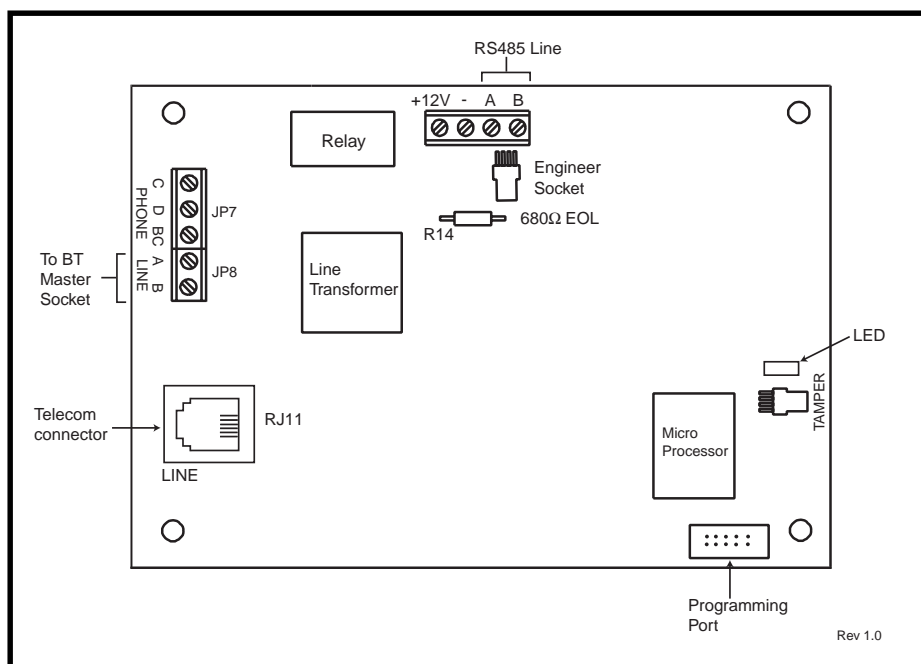 RS485 Line
+12V - A B
Relay
Engineer
Socket
680Ω EOL
R14
C
D
BC
PHONE
JP7
A
B
LINE
JP8
To BT
Master
Socket
Line
Transformer
LED
TAMPER
Telecom
connector
RJ11
LINE
Micro
Processor
Programming
Port
Rev 1.0